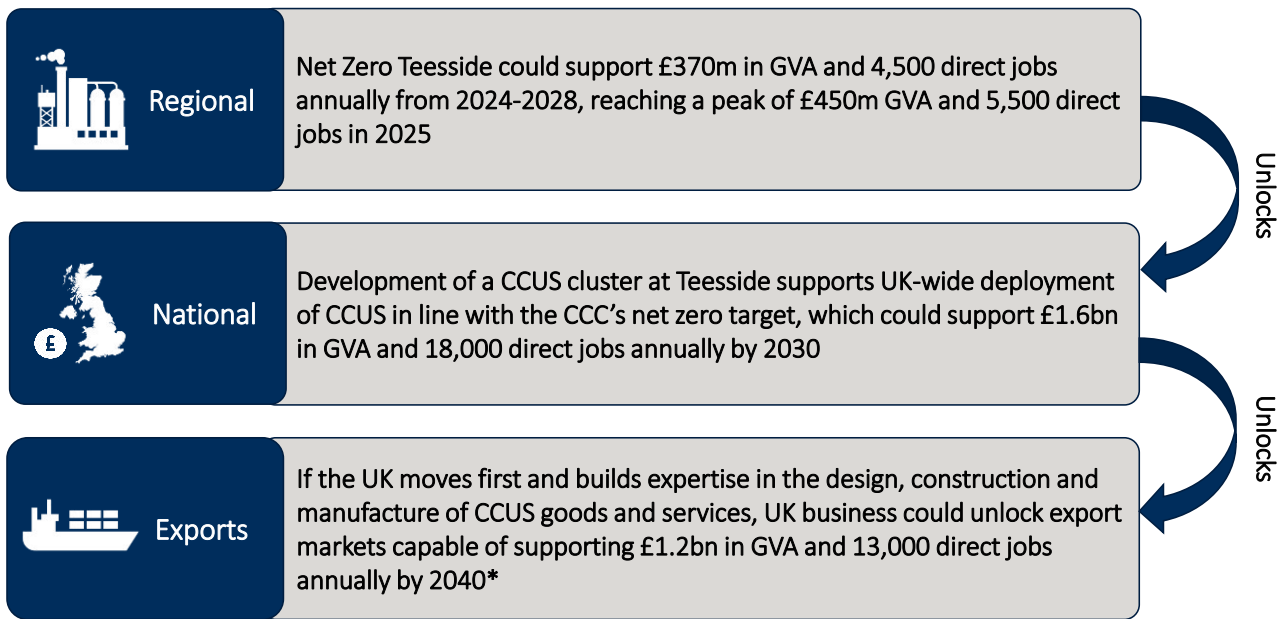 Regional
Net Zero Teesside could support £370m in GVA and 4,500 direct jobs
annually from 2024-2028, reaching a peak of £450m GVA and 5,500 direct
jobs in 2025
Unlocks
£
National
Development of a CCUS cluster at Teesside supports UK-wide deployment
of CCUS in line with the CCC’s net zero target, which could support £1.6bn
in GVA and 18,000 direct jobs annually by 2030
Unlocks
Exports
If the UK moves first and builds expertise in the design, construction and
manufacture of CCUS goods and services, UK business could unlock export
markets capable of supporting £1.2bn in GVA and 13,000 direct jobs
annually by 2040*